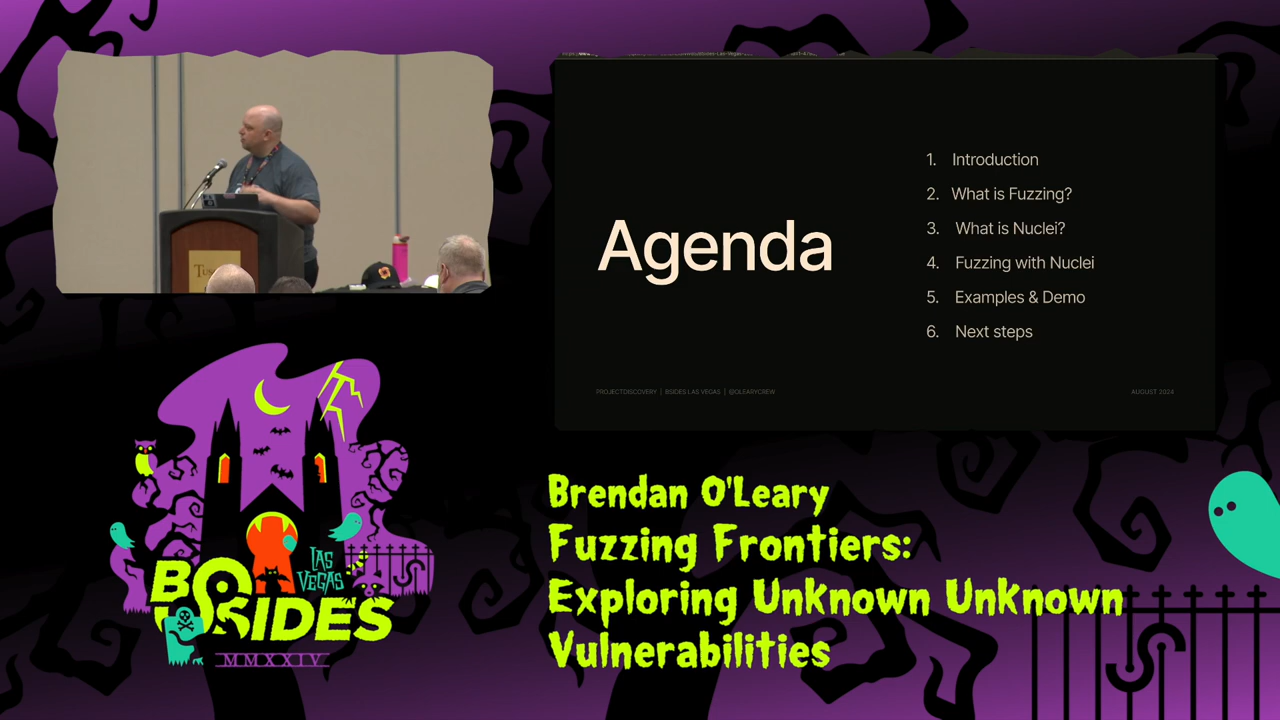 Agenda
1. Introduction
2. What is Fuzzing?
3. What is Nuclei?
4. Fuzzing with Nuclei
5. Examples & Demo
6. Next steps
PROJECTDISCOVERY | BSIDES LAS VEGAS | @OLEARYCREW
AUGUST 2024
LAS
VEGAS
BSIDES
MMXXIV
Brendan O'Leary
Fuzzing Frontiers:
Exploring Unknown Unknown
Vulnerabilities